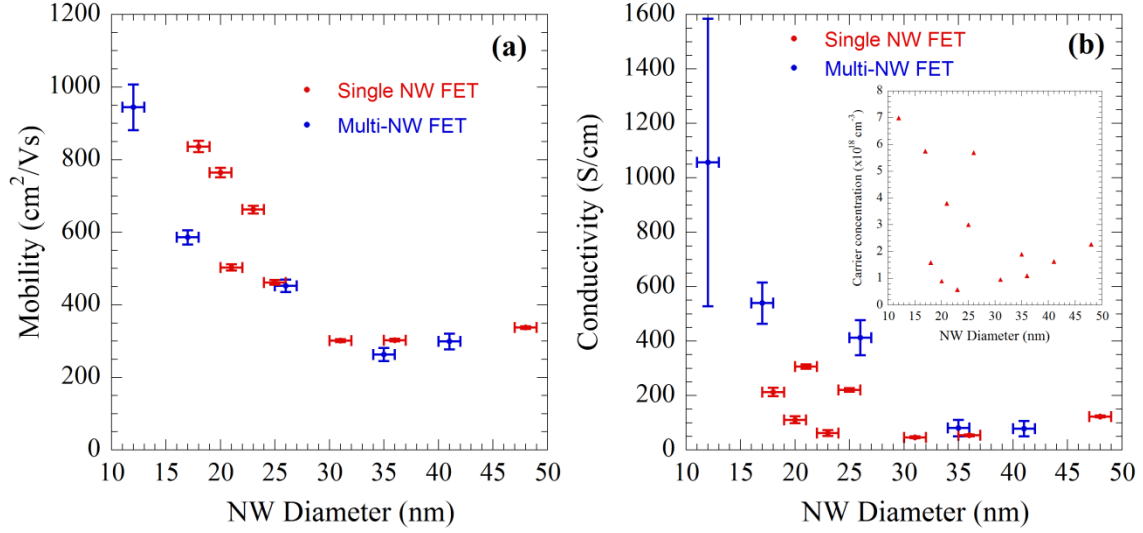 (a)
Single NW FET
Multi-NW FET
Mobility (cm²/Vs)
1200
1000
800
600
400
200
0
10 15 20 25 30 35 40 45 50
NW Diameter (nm)
(b)
Single NW FET
Multi-NW FET
Conductivity (S/cm)
1600
1400
1200
1000
800
600
400
200
0
10 15 20 25 30 35 40 45 50
NW Diameter (nm)
Carrier concentration (x10¹⁸ cm⁻³)
8
7
6
5
4
3
2
1
0
10 15 20 25 30 35 40 45 50
NW Diameter (nm)